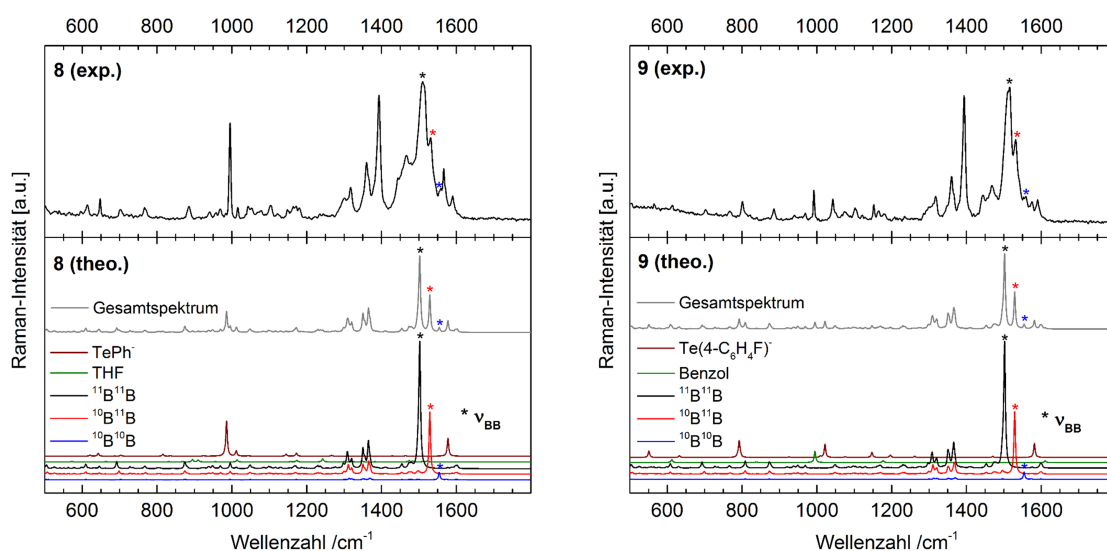 600 800 1000 1200 1400 1600
8 (exp.)
*
*
*
8 (theo.)
*
*
*
Gesamtspektrum
TePh⁻
THF
¹¹B¹¹B
¹⁰B¹¹B
¹⁰B¹⁰B
*
*
*
* νBB
600 800 1000 1200 1400 1600
Wellenzahl /cm⁻¹
Raman-Intensität [a.u.]
600 800 1000 1200 1400 1600
9 (exp.)
*
*
*
9 (theo.)
*
*
*
Gesamtspektrum
Te(4-C₆H₄F)⁻
Benzol
¹¹B¹¹B
¹⁰B¹¹B
¹⁰B¹⁰B
*
*
*
* νBB
600 800 1000 1200 1400 1600
Wellenzahl /cm⁻¹
Raman-Intensität [a.u.]